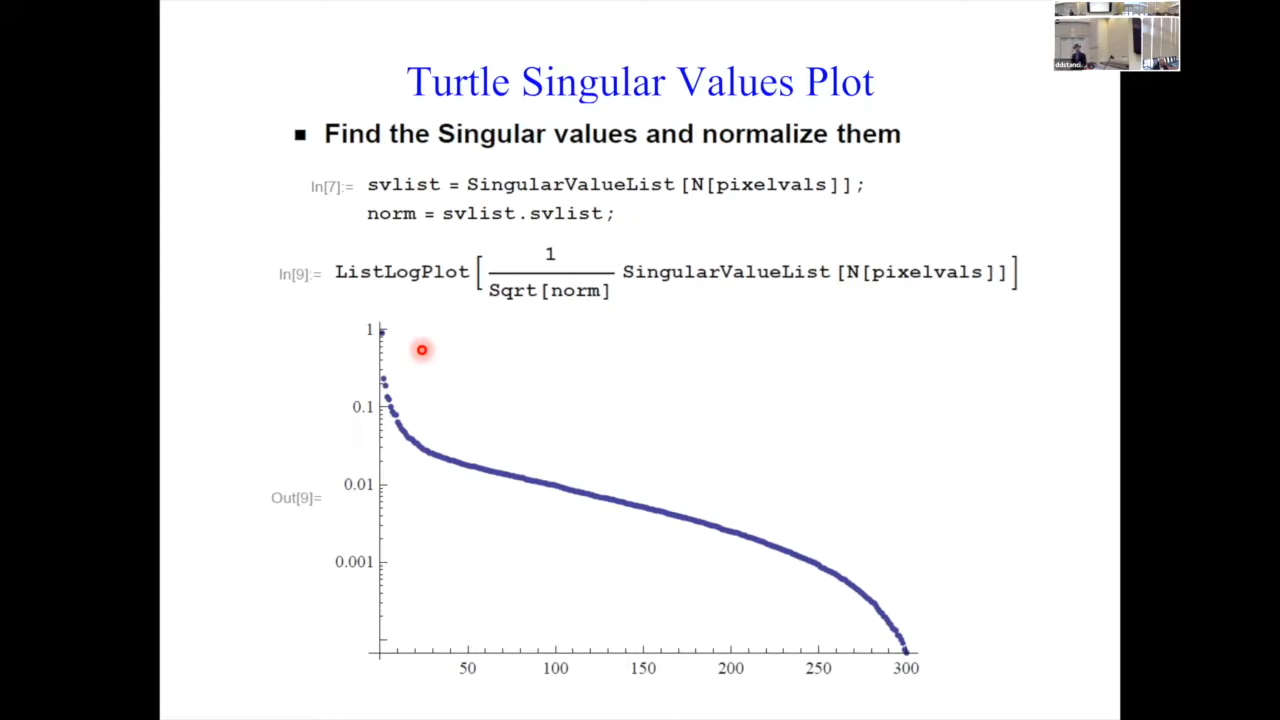 ddstanci
Turtle Singular Values Plot
■ Find the Singular values and normalize them
In[7]:= svlist = SingularValueList[N[pixelvals]];
norm = svlist.svlist;
In[9]:= ListLogPlot[1/Sqrt[norm] SingularValueList[N[pixelvals]]]
1
0.1
0.01
Out[9]=
0.001
50 100 150 200 250 300